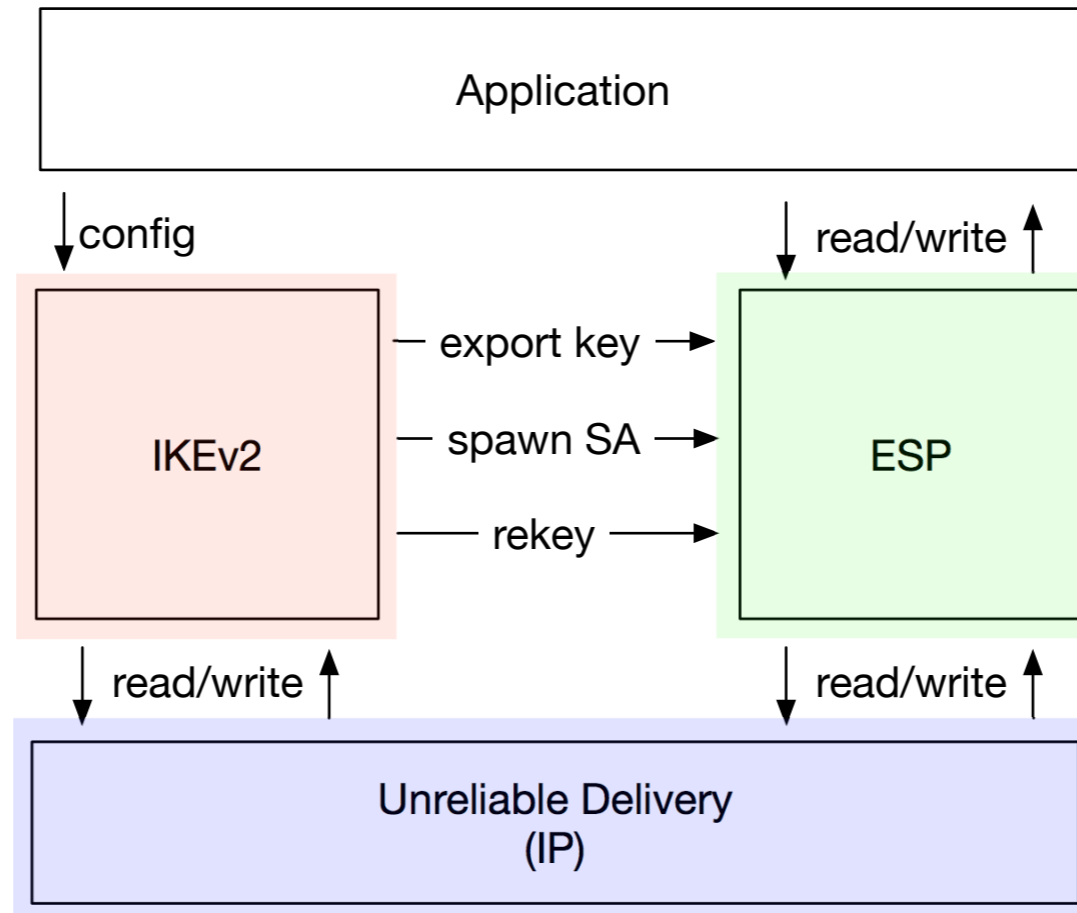 Application
config
read/write
export key
IKEv2
spawn SA
ESP
rekey
read/write
read/write
Unreliable Delivery
(IP)